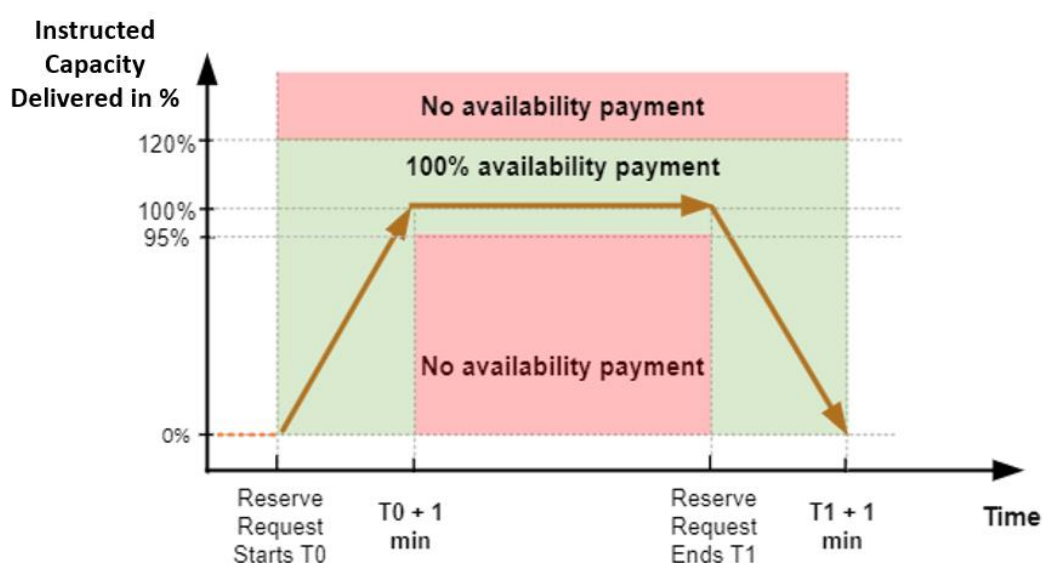 Instructed
Capacity
Delivered in %
No availability payment
120%
100% availability payment
100%
95%
No availability payment
0%
Reserve
Request
Starts T0
T0 + 1
min
Reserve
Request
Ends T1
T1 + 1
min
Time